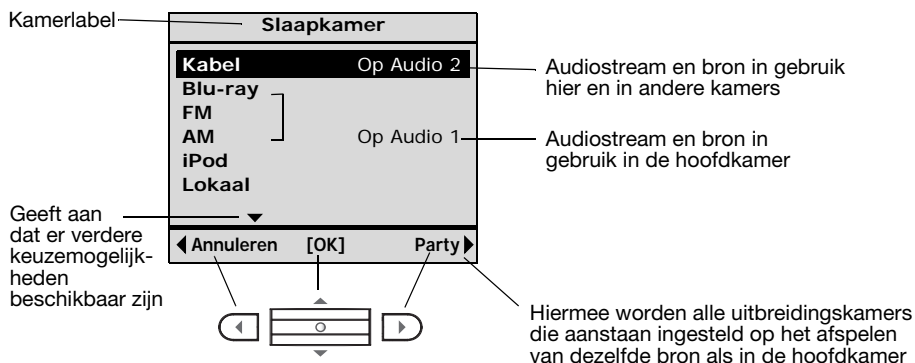 Kamerlabel
Slaapkamer
Kabel Op Audio 2
Blu-ray
FM
AM Op Audio 1
iPod
Lokaal
Annuleren [OK] Party
Audiostream en bron in gebruik
hier en in andere kamers
Audiostream en bron in
gebruik in de hoofdkamer
Geeft aan
dat er verdere
keuzemogelijk-
heden
beschikbaar zijn
Hiermee worden alle uitbreidingskamers
die aanstaan ingesteld op het afspelen
van dezelfde bron als in de hoofdkamer